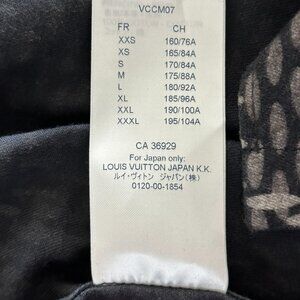 VCCM07
FR CH
XXS 160/76A
XS 165/84A
S 170/84A
M 175/88A
L 180/92A
XL 185/96A
XXL 190/100A
XXXL 195/104A
CA 36929
For Japan only:
LOUIS VUITTON JAPAN K.K.
ルイ・ヴィトン ジャパン(株)
0120-00-1854